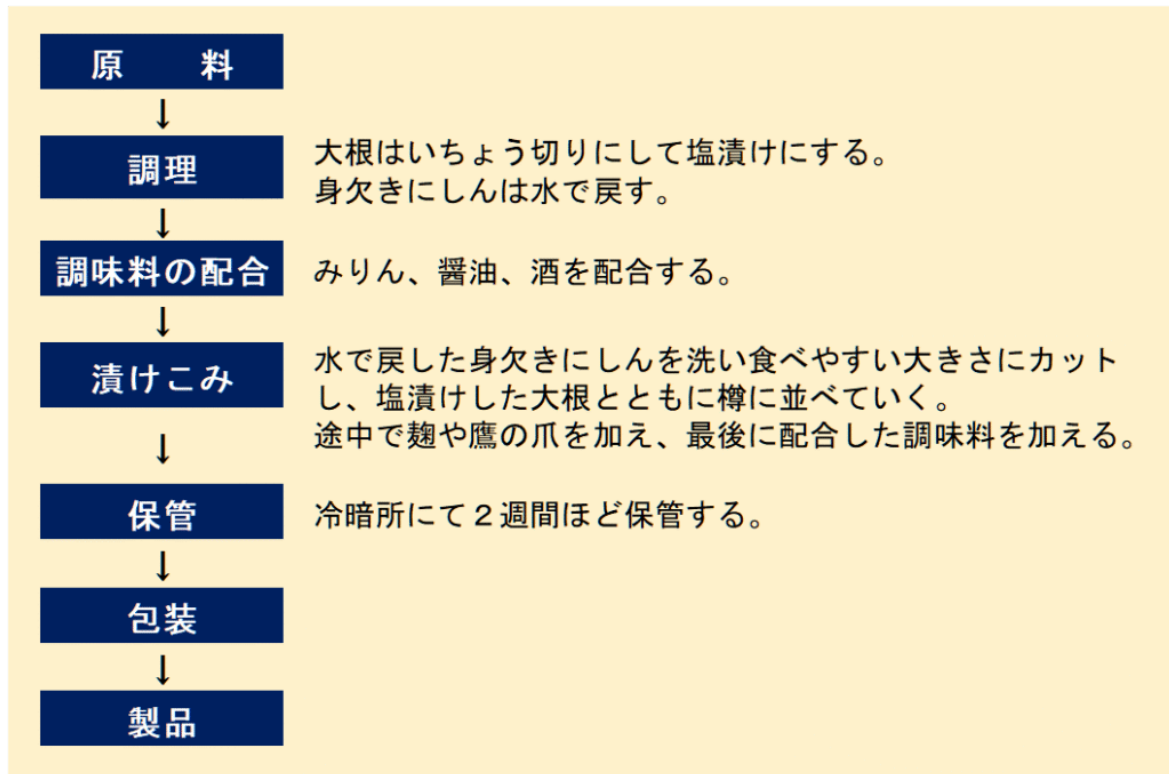 原　　料
↓
調理
大根はいちょう切りにして塩漬けにする。
身欠きにしんは水で戻す。
↓
調味料の配合
みりん、醤油、酒を配合する。
↓
漬けこみ
水で戻した身欠きにしんを洗い食べやすい大きさにカット
し、塩漬けした大根とともに樽に並べていく。
途中で麹や鷹の爪を加え、最後に配合した調味料を加える。
↓
保管
冷暗所にて２週間ほど保管する。
↓
包装
↓
製品